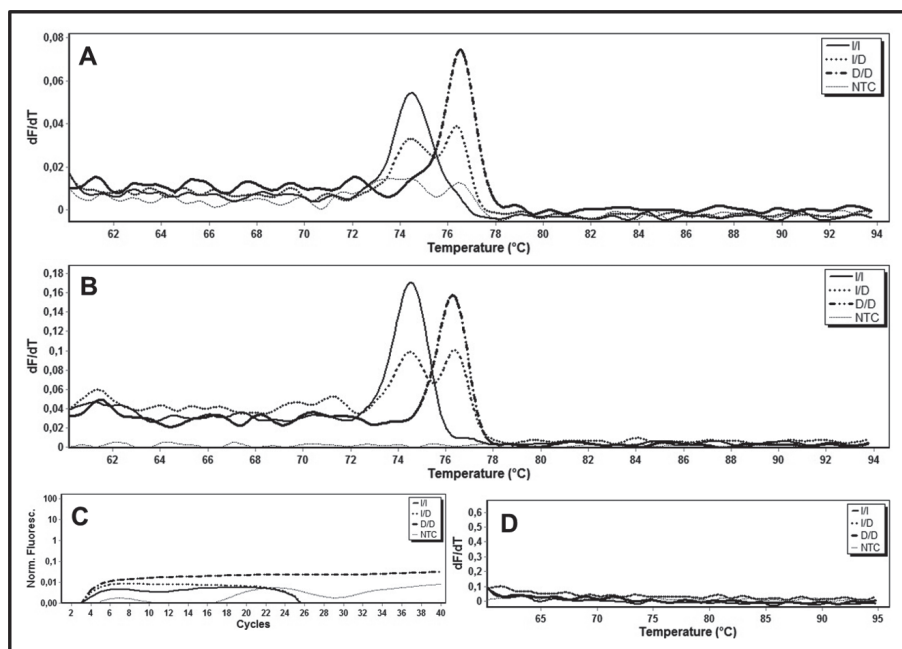 A
dF/dT
0,08
0,06
0,04
0,02
0
62 64 66 68 70 72 74 76 78 80 82 84 86 88 90 92 94
Temperature (°C)
I/I
I/D
D/D
NTC
B
dF/dT
0,18
0,16
0,14
0,12
0,10
0,08
0,06
0,04
0,02
0
62 64 66 68 70 72 74 76 78 80 82 84 86 88 90 92 94
Temperature (°C)
I/I
I/D
D/D
NTC
C
Norm. Fluoresc.
100
10
1
0,1
0,01
0,00
2 4 6 8 10 12 14 16 18 20 22 24 26 28 30 32 34 36 38 40
Cycles
I/I
I/D
D/D
NTC
D
dF/dT
0,6
0,5
0,4
0,3
0,2
0,1
0
65 70 75 80 85 90 95
Temperature (°C)
I/I
I/D
D/D
NTC